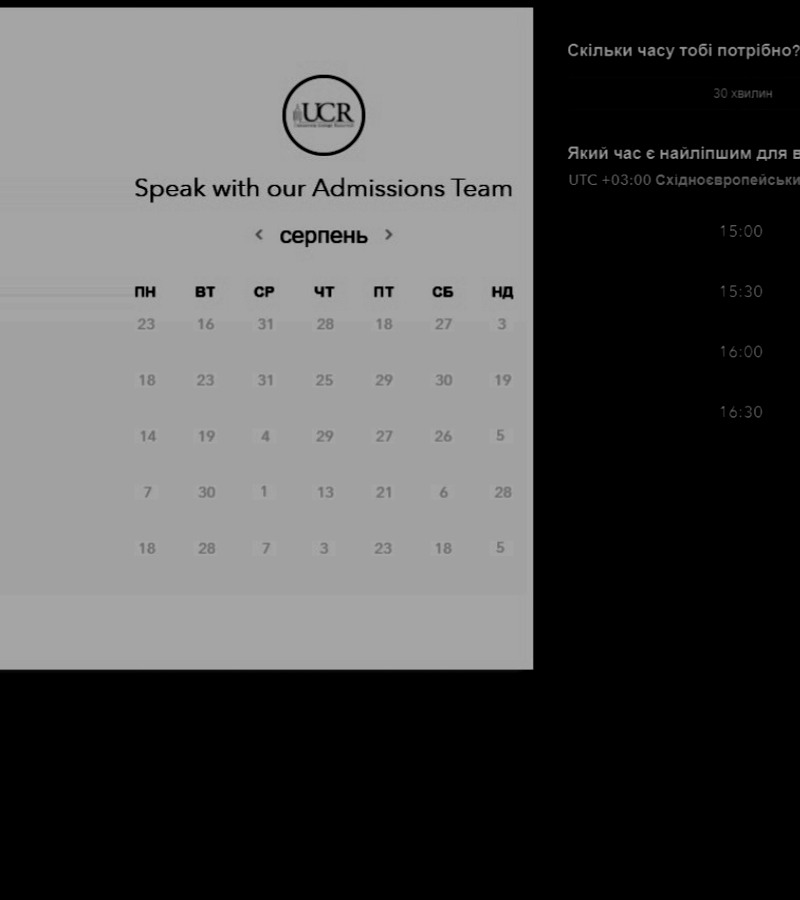 UCR
Speak with our Admissions Team
‹ серпень ›
ПН ВТ СР ЧТ ПТ СБ НД
23 16 31 28 18 27 3
18 23 31 25 29 30 19
14 19 4 29 27 26 5
7 30 1 13 21 6 28
18 28 7 3 23 18 5
Скільки часу тобі потрібно?
30 хвилин
Який час є найліпшим для в
UTC +03:00 Східноєвропейськи
15:00
15:30
16:00
16:30